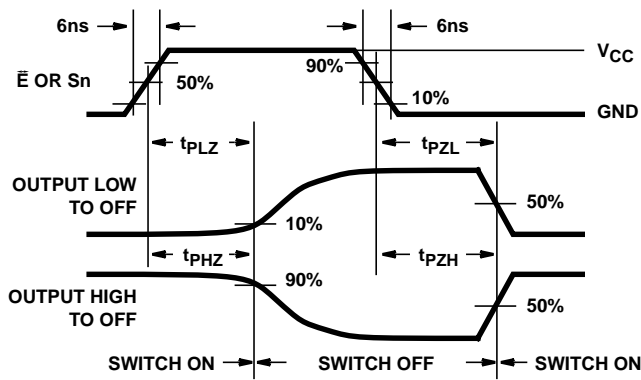 6ns
6ns
VCC
90%
Ē OR Sn
50%
10%
GND
tPLZ
tPZL
OUTPUT LOW
TO OFF
50%
10%
tPHZ
tPZH
90%
OUTPUT HIGH
TO OFF
50%
SWITCH ON
SWITCH OFF
SWITCH ON